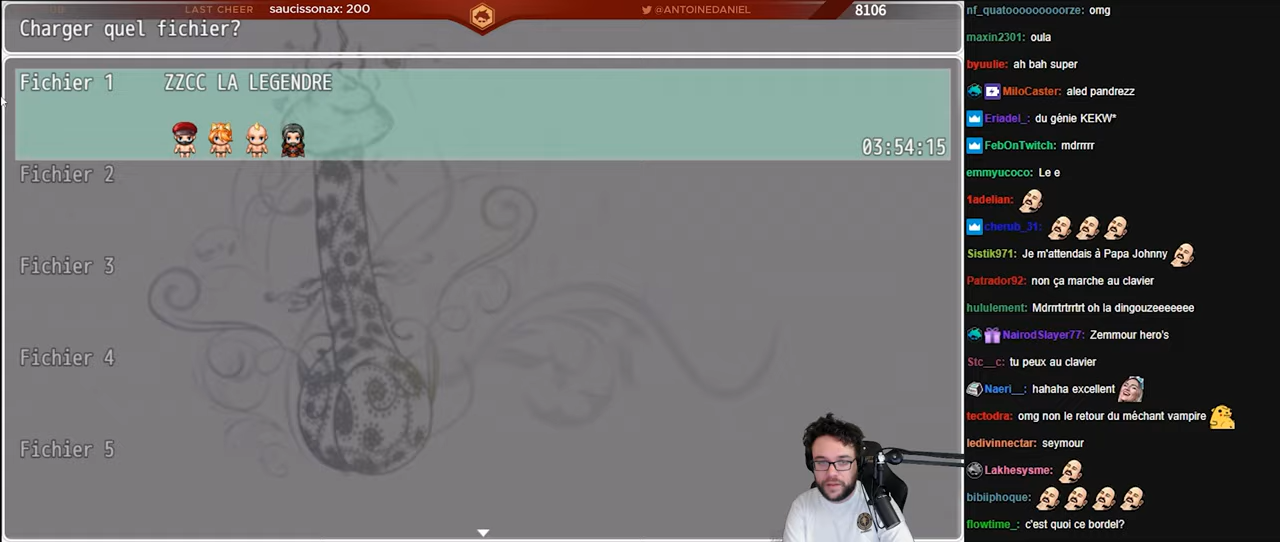 LAST CHEER saucissonax: 200 @ANTOINEDANIEL 8106
Charger quel fichier?
Fichier 1 ZZCC LA LEGENDRE
03:54:15
Fichier 2
Fichier 3
Fichier 4
Fichier 5
nf_quatooooooooorze: omg
maxin2301: oula
byuulie: ah bah super
MiloCaster: aled pandrezz
Eriadel_: du génie KEKW*
FebOnTwitch: mdrrrr
emmyucoco: Le e
1adelian:
cherub_31:
Sistik971: Je m'attendais à Papa Johnny
Patrador92: non ça marche au clavier
hululement: Mdrrtrtrrtrt oh la dingouzeeeeeee
NairodSlayer77: Zemmour hero's
Stc__c: tu peux au clavier
Naeri__: hahaha excellent
tectodra: omg non le retour du méchant vampire
ledivinnectar: seymour
Lakhesysme:
bibiiphoque:
flowtime_: c'est quoi ce bordel?